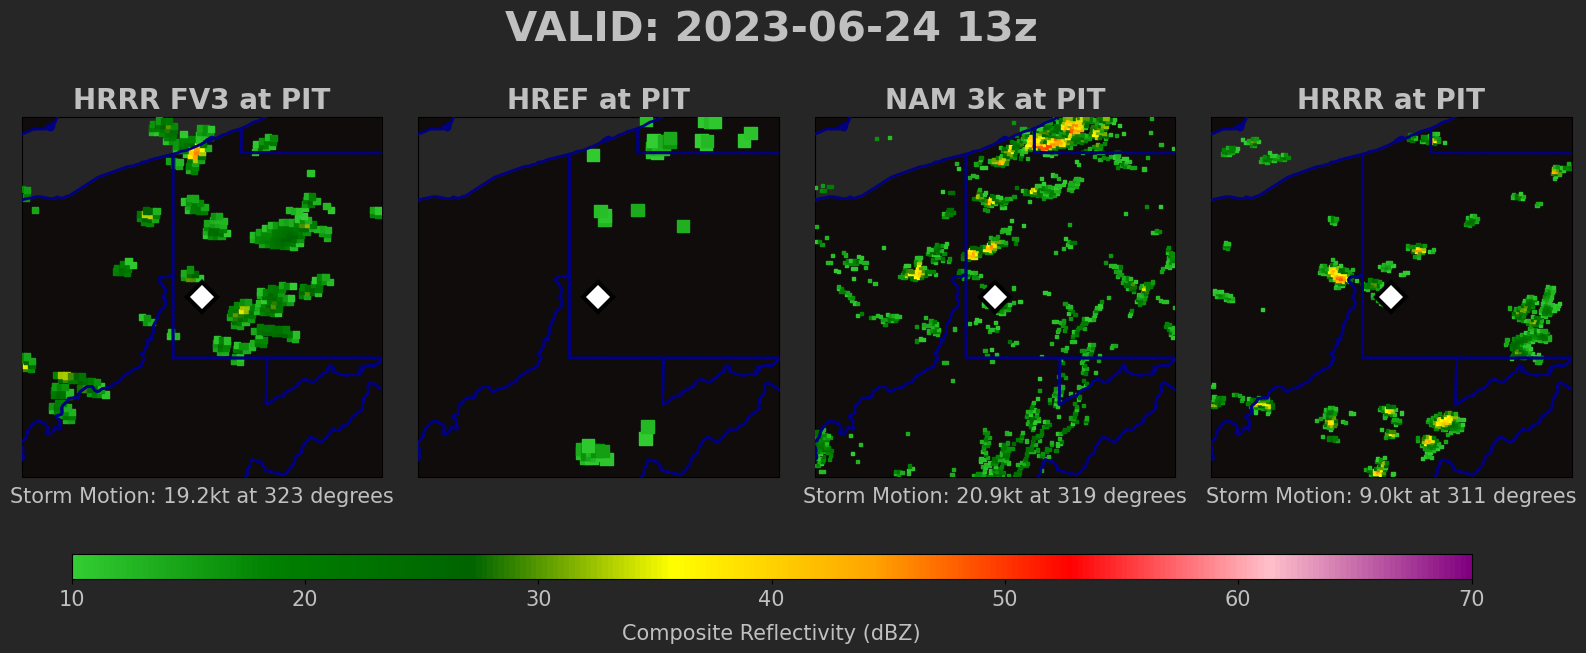 VALID: 2023-06-24 13z
HRRR FV3 at PIT
HREF at PIT
NAM 3k at PIT
HRRR at PIT
Storm Motion: 19.2kt at 323 degrees
Storm Motion: 20.9kt at 319 degrees
Storm Motion: 9.0kt at 311 degrees
10 20 30 40 50 60 70
Composite Reflectivity (dBZ)